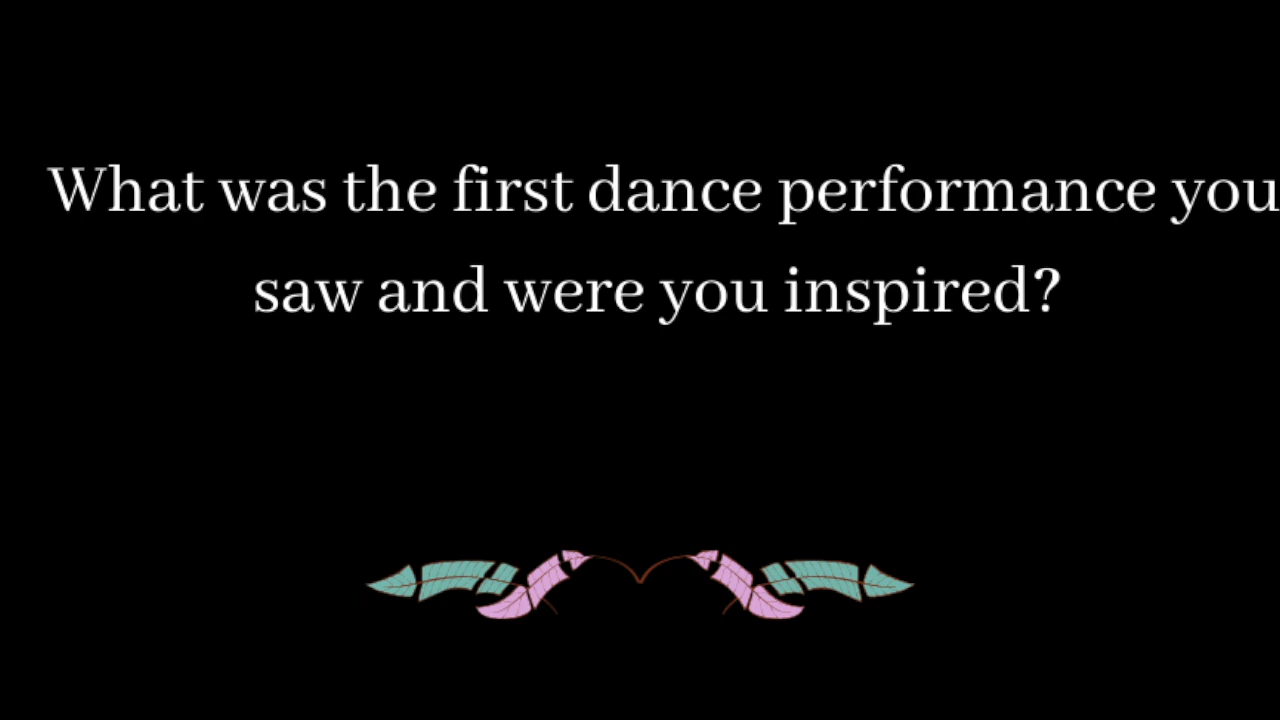 What was the first dance performance you
saw and were you inspired?